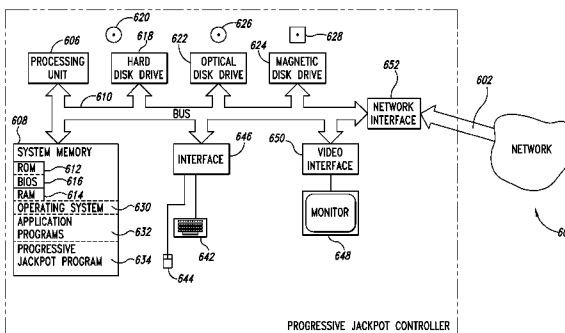 620
626
628
606
618
622
624
652
PROCESSING
UNIT
HARD
DISK DRIVE
OPTICAL
DISK DRIVE
MAGNETIC
DISK DRIVE
NETWORK
INTERFACE
602
610
BUS
608
646
650
NETWORK
SYSTEM MEMORY
ROM
612
BIOS
616
RAM
614
OPERATING SYSTEM
630
APPLICATION
PROGRAMS
632
PROGRESSIVE
JACKPOT PROGRAM
634
INTERFACE
VIDEO
INTERFACE
MONITOR
642
644
648
PROGRESSIVE JACKPOT CONTROLLER